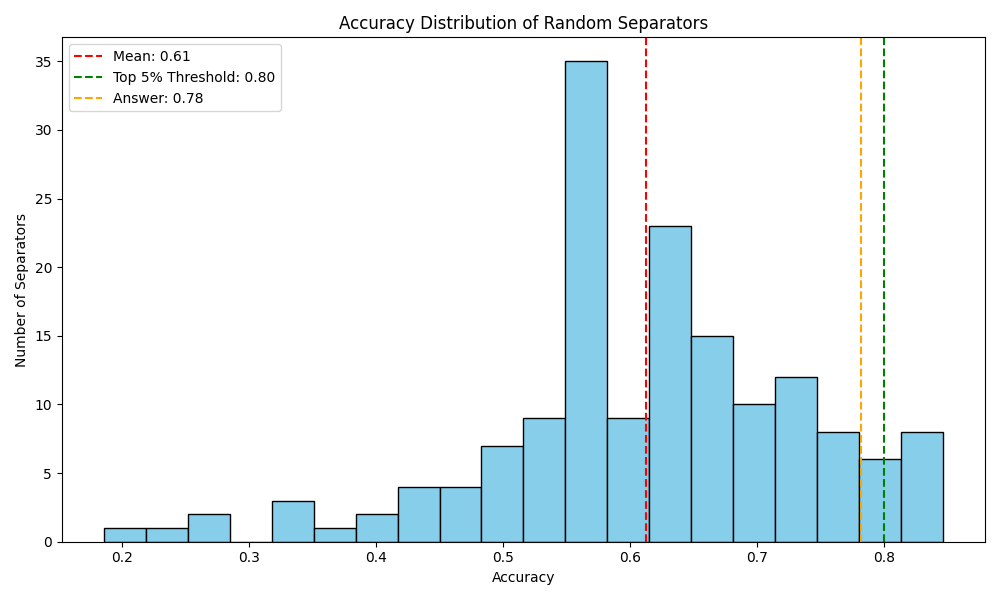 Accuracy Distribution of Random Separators
Mean: 0.61
Top 5% Threshold: 0.80
Answer: 0.78
Number of Separators
35
30
25
20
15
10
5
0
0.2 0.3 0.4 0.5 0.6 0.7 0.8
Accuracy